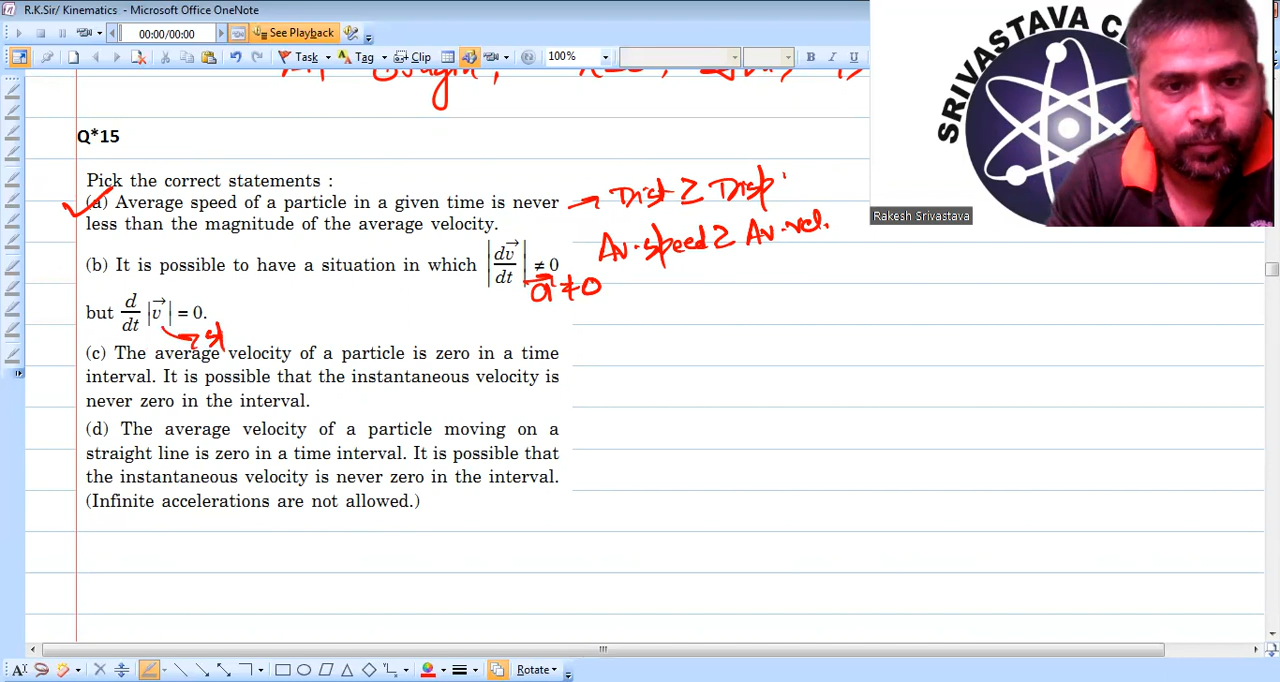 R.K.Sir/ Kinematics - Microsoft Office OneNote
00:00/00:00 See Playback
Task Tag Clip 100% B I U
Q*15
Pick the correct statements :
(a) Average speed of a particle in a given time is never
less than the magnitude of the average velocity.
→ Dist ≥ Disp
Av. speed ≥ Av. vel.
(b) It is possible to have a situation in which |dv⃗/dt| ≠ 0
a⃗ ≠ 0
but d/dt |v⃗| = 0.
(c) The average velocity of a particle is zero in a time
interval. It is possible that the instantaneous velocity is
never zero in the interval.
(d) The average velocity of a particle moving on a
straight line is zero in a time interval. It is possible that
the instantaneous velocity is never zero in the interval.
(Infinite accelerations are not allowed.)
SRIVASTAVA C
Rakesh Srivastava
Rotate